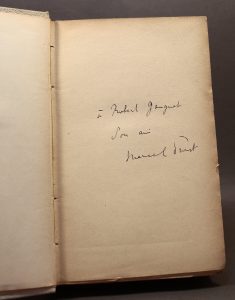 à Robert Gangnat
Son ami
Marcel Proust